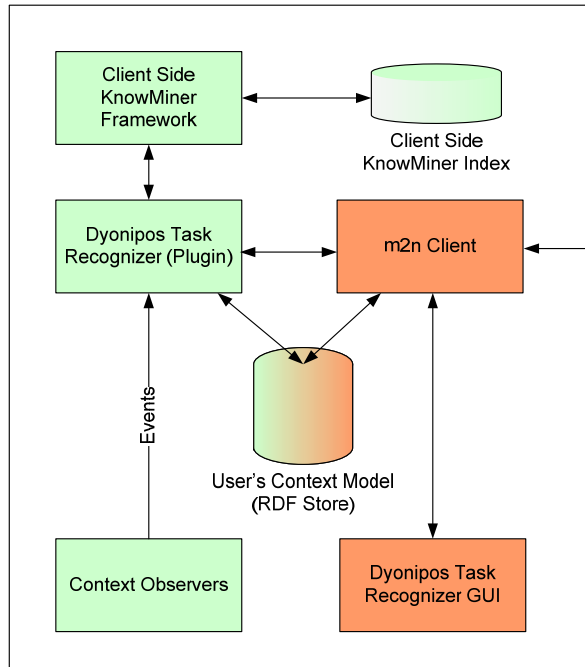 Client Side
KnowMiner
Framework
Client Side
KnowMiner Index
Dyonipos Task
Recognizer (Plugin)
m2n Client
Events
User's Context Model
(RDF Store)
Context Observers
Dyonipos Task
Recognizer GUI